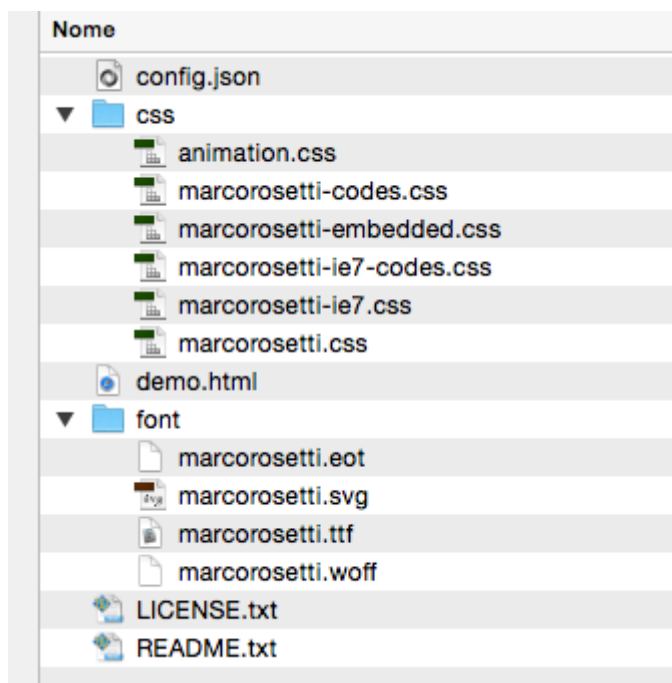 Nome
config.json
css
animation.css
marcorosetti-codes.css
marcorosetti-embedded.css
marcorosetti-ie7-codes.css
marcorosetti-ie7.css
marcorosetti.css
demo.html
font
marcorosetti.eot
marcorosetti.svg
marcorosetti.ttf
marcorosetti.woff
LICENSE.txt
README.txt